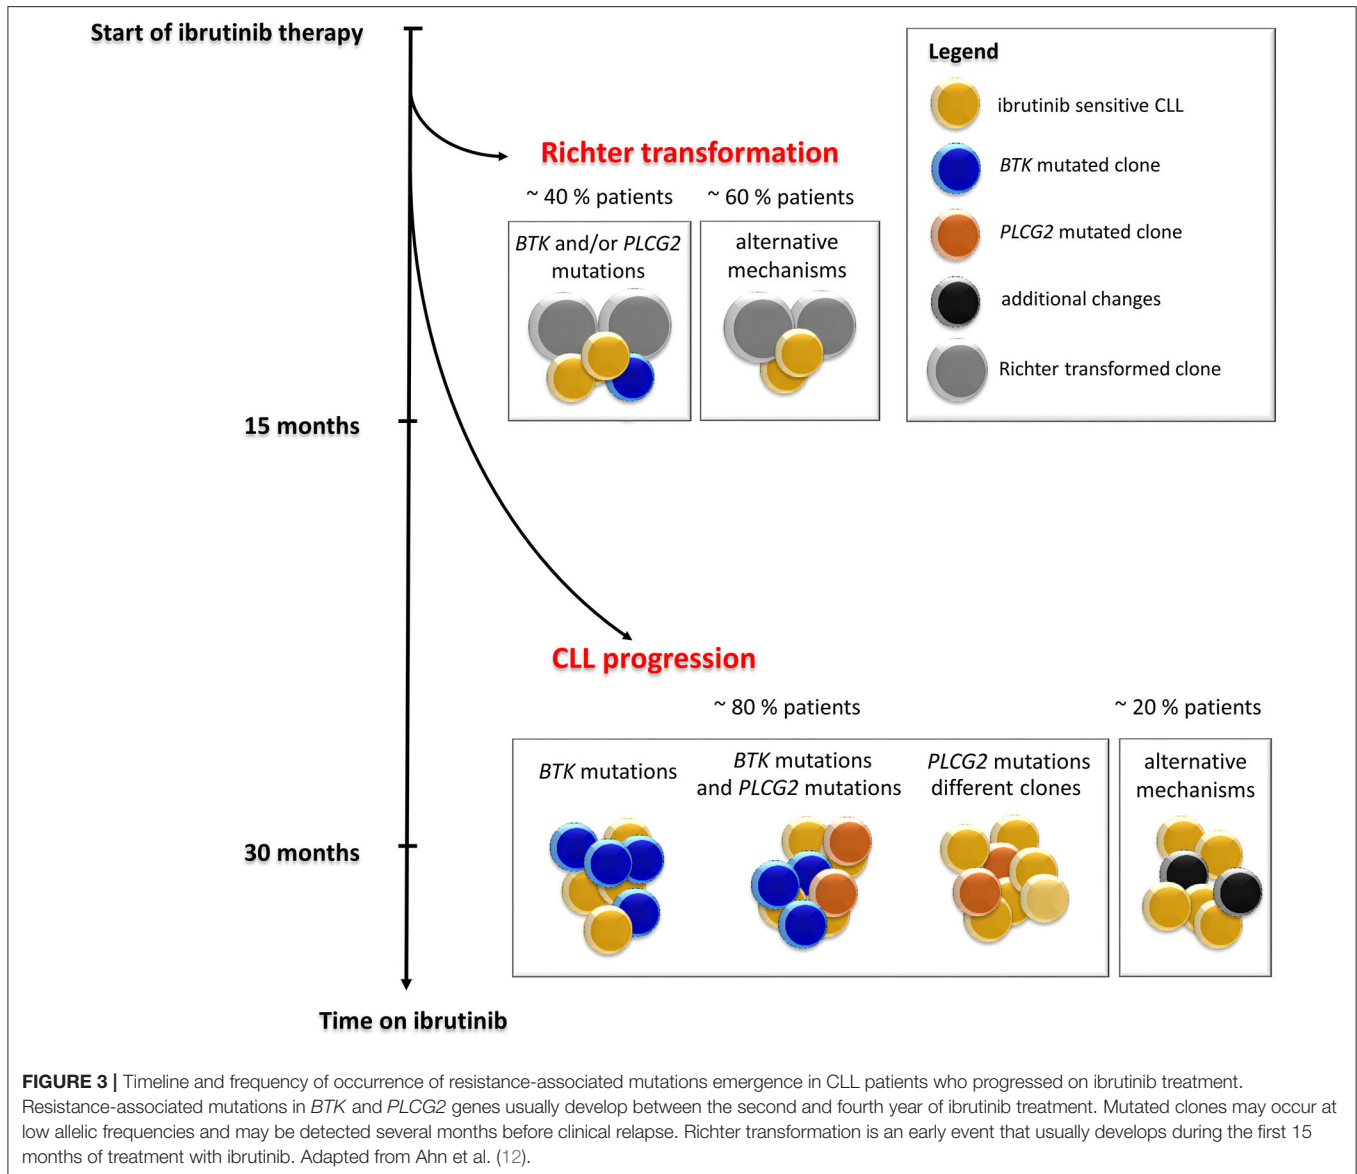 Start of ibrutinib therapy
Legend
ibrutinib sensitive CLL
BTK mutated clone
PLCG2 mutated clone
additional changes
Richter transformed clone
Richter transformation
~ 40 % patients
~ 60 % patients
BTK and/or PLCG2
mutations
alternative
mechanisms
15 months
CLL progression
~ 80 % patients
~ 20 % patients
BTK mutations
BTK mutations
and PLCG2 mutations
PLCG2 mutations
different clones
alternative
mechanisms
30 months
Time on ibrutinib
FIGURE 3 | Timeline and frequency of occurrence of resistance-associated mutations emergence in CLL patients who progressed on ibrutinib treatment.
Resistance-associated mutations in BTK and PLCG2 genes usually develop between the second and fourth year of ibrutinib treatment. Mutated clones may occur at
low allelic frequencies and may be detected several months before clinical relapse. Richter transformation is an early event that usually develops during the first 15
months of treatment with ibrutinib. Adapted from Ahn et al. (12).